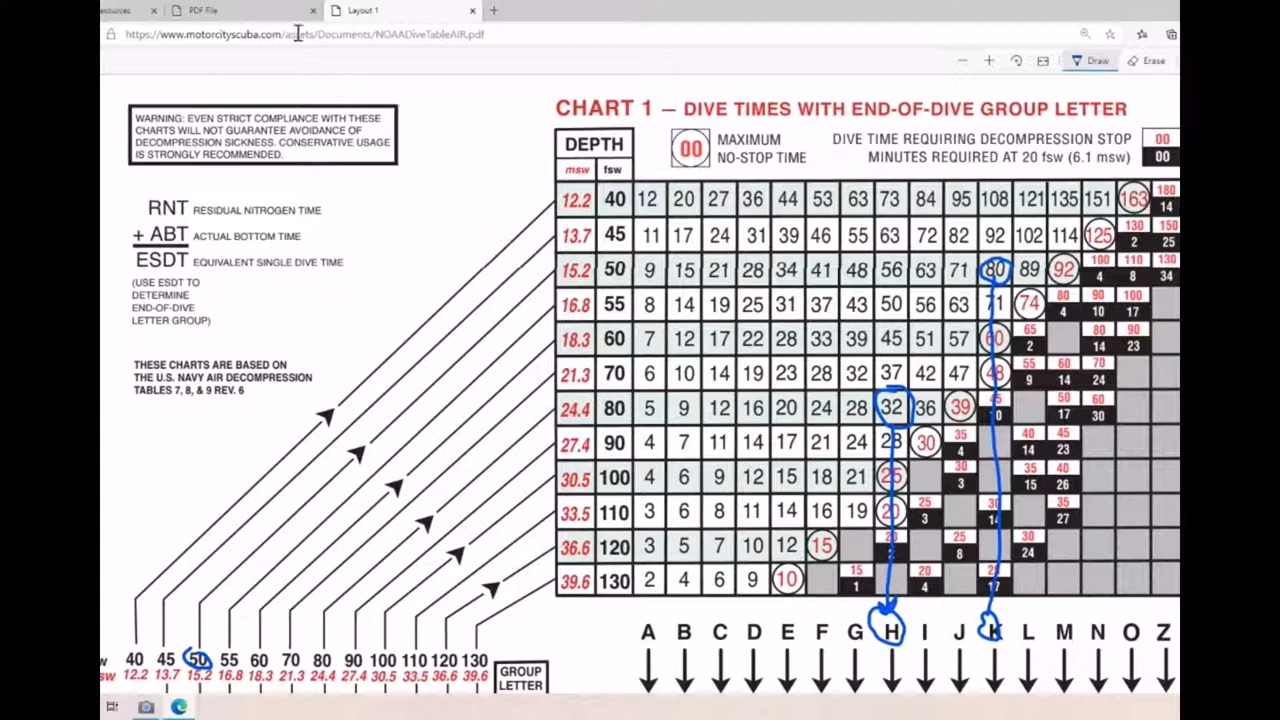 esources PDF File Layout 1
https://www.motorcityscuba.com/assets/Documents/NOAADiveTableAIR.pdf
Draw Erase
WARNING: EVEN STRICT COMPLIANCE WITH THESE
CHARTS WILL NOT GUARANTEE AVOIDANCE OF
DECOMPRESSION SICKNESS. CONSERVATIVE USAGE
IS STRONGLY RECOMMENDED.
RNT RESIDUAL NITROGEN TIME
+ ABT ACTUAL BOTTOM TIME
ESDT EQUIVALENT SINGLE DIVE TIME
(USE ESDT TO
DETERMINE
END-OF-DIVE
LETTER GROUP)
THESE CHARTS ARE BASED ON
THE U.S. NAVY AIR DECOMPRESSION
TABLES 7, 8, & 9 REV. 6
CHART 1 — DIVE TIMES WITH END-OF-DIVE GROUP LETTER
DEPTH
msw fsw
00 MAXIMUM
NO-STOP TIME
DIVE TIME REQUIRING DECOMPRESSION STOP 00
MINUTES REQUIRED AT 20 fsw (6.1 msw) 00
12.2 40 12 20 27 36 44 53 63 73 84 95 108 121 135 151 163 180
14
13.7 45 11 17 24 31 39 46 55 63 72 82 92 102 114 125 130 150
2 25
15.2 50 9 15 21 28 34 41 48 56 63 71 80 89 92 100 110 130
4 8 34
16.8 55 8 14 19 25 31 37 43 50 56 63 71 74 80 90 100
4 10 17
18.3 60 7 12 17 22 28 33 39 45 51 57 60 65 80 90
2 14 23
21.3 70 6 10 14 19 23 28 32 37 42 47 48 55 60 70
9 14 24
24.4 80 5 9 12 16 20 24 28 32 36 39 45 50 60
10 17 30
27.4 90 4 7 11 14 17 21 24 28 30 35 40 45
4 14 23
30.5 100 4 6 9 12 15 18 21 25 30 35 40
3 15 26
33.5 110 3 6 8 11 14 16 19 20 25 30 35
3 14 27
36.6 120 3 5 7 10 12 15 20 25 30
2 8 24
39.6 130 2 4 6 9 10 15 20 25
1 4 17
A B C D E F G H I J K L M N O Z
40 45 50 55 60 70 80 90 100 110 120 130
sw 12.2 13.7 15.2 16.8 18.3 21.3 24.4 27.4 30.5 33.5 36.6 39.6
GROUP
LETTER